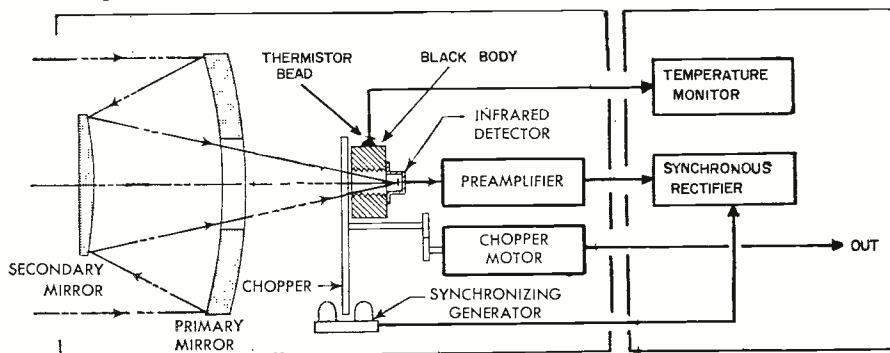 THERMISTOR
BEAD
BLACK BODY
INFRARED
DETECTOR
TEMPERATURE
MONITOR
PREAMPLIFIER
SYNCHRONOUS
RECTIFIER
CHOPPER
MOTOR
OUT
SECONDARY
MIRROR
CHOPPER
SYNCHRONIZING
GENERATOR
PRIMARY
MIRROR